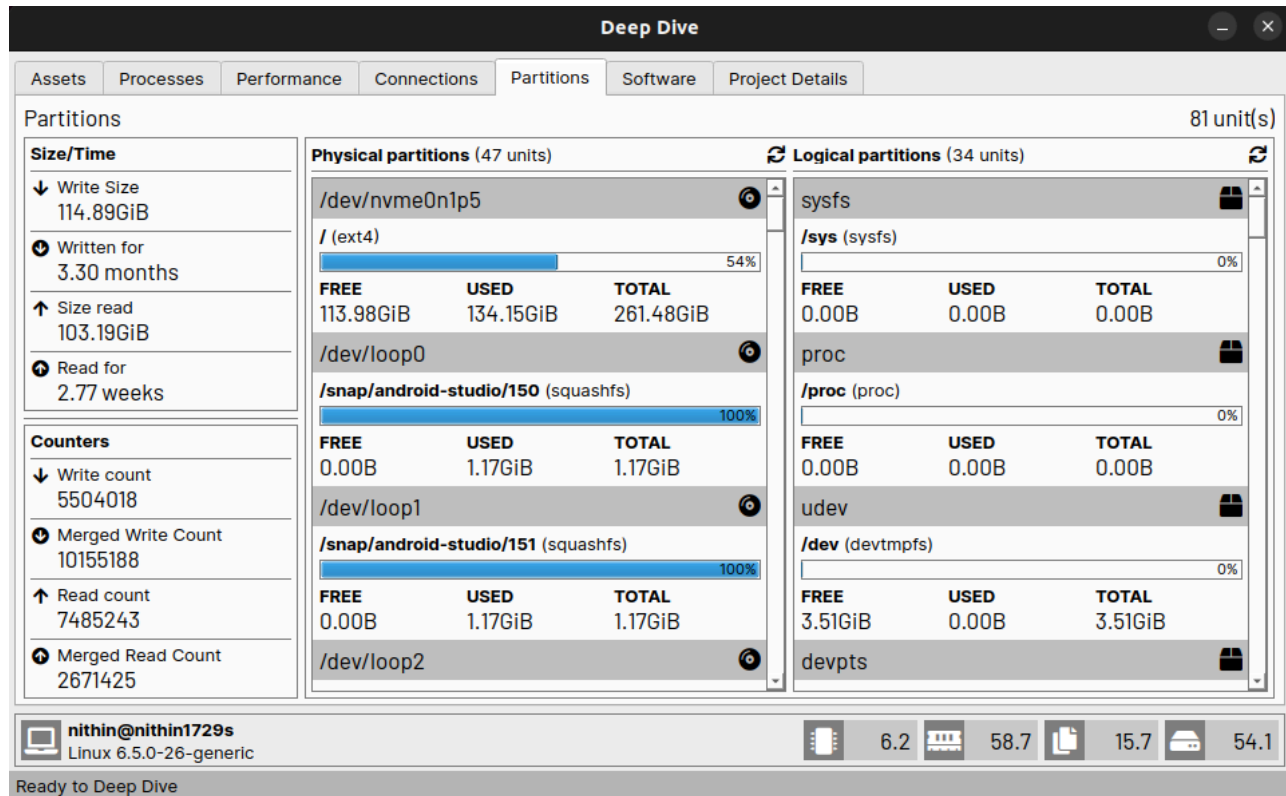 Deep Dive
Assets Processes Performance Connections Partitions Software Project Details
Partitions 81 unit(s)
Size/Time
Write Size
114.89GiB
Written for
3.30 months
Size read
103.19GiB
Read for
2.77 weeks
Counters
Write count
5504018
Merged Write Count
10155188
Read count
7485243
Merged Read Count
2671425
Physical partitions (47 units)
/dev/nvme0n1p5
/ (ext4)
54%
FREE USED TOTAL
113.98GiB 134.15GiB 261.48GiB
/dev/loop0
/snap/android-studio/150 (squashfs)
100%
FREE USED TOTAL
0.00B 1.17GiB 1.17GiB
/dev/loop1
/snap/android-studio/151 (squashfs)
100%
FREE USED TOTAL
0.00B 1.17GiB 1.17GiB
/dev/loop2
Logical partitions (34 units)
sysfs
/sys (sysfs)
0%
FREE USED TOTAL
0.00B 0.00B 0.00B
proc
/proc (proc)
0%
FREE USED TOTAL
0.00B 0.00B 0.00B
udev
/dev (devtmpfs)
0%
FREE USED TOTAL
3.51GiB 0.00B 3.51GiB
devpts
nithin@nithin1729s
Linux 6.5.0-26-generic
6.2 58.7 15.7 54.1
Ready to Deep Dive